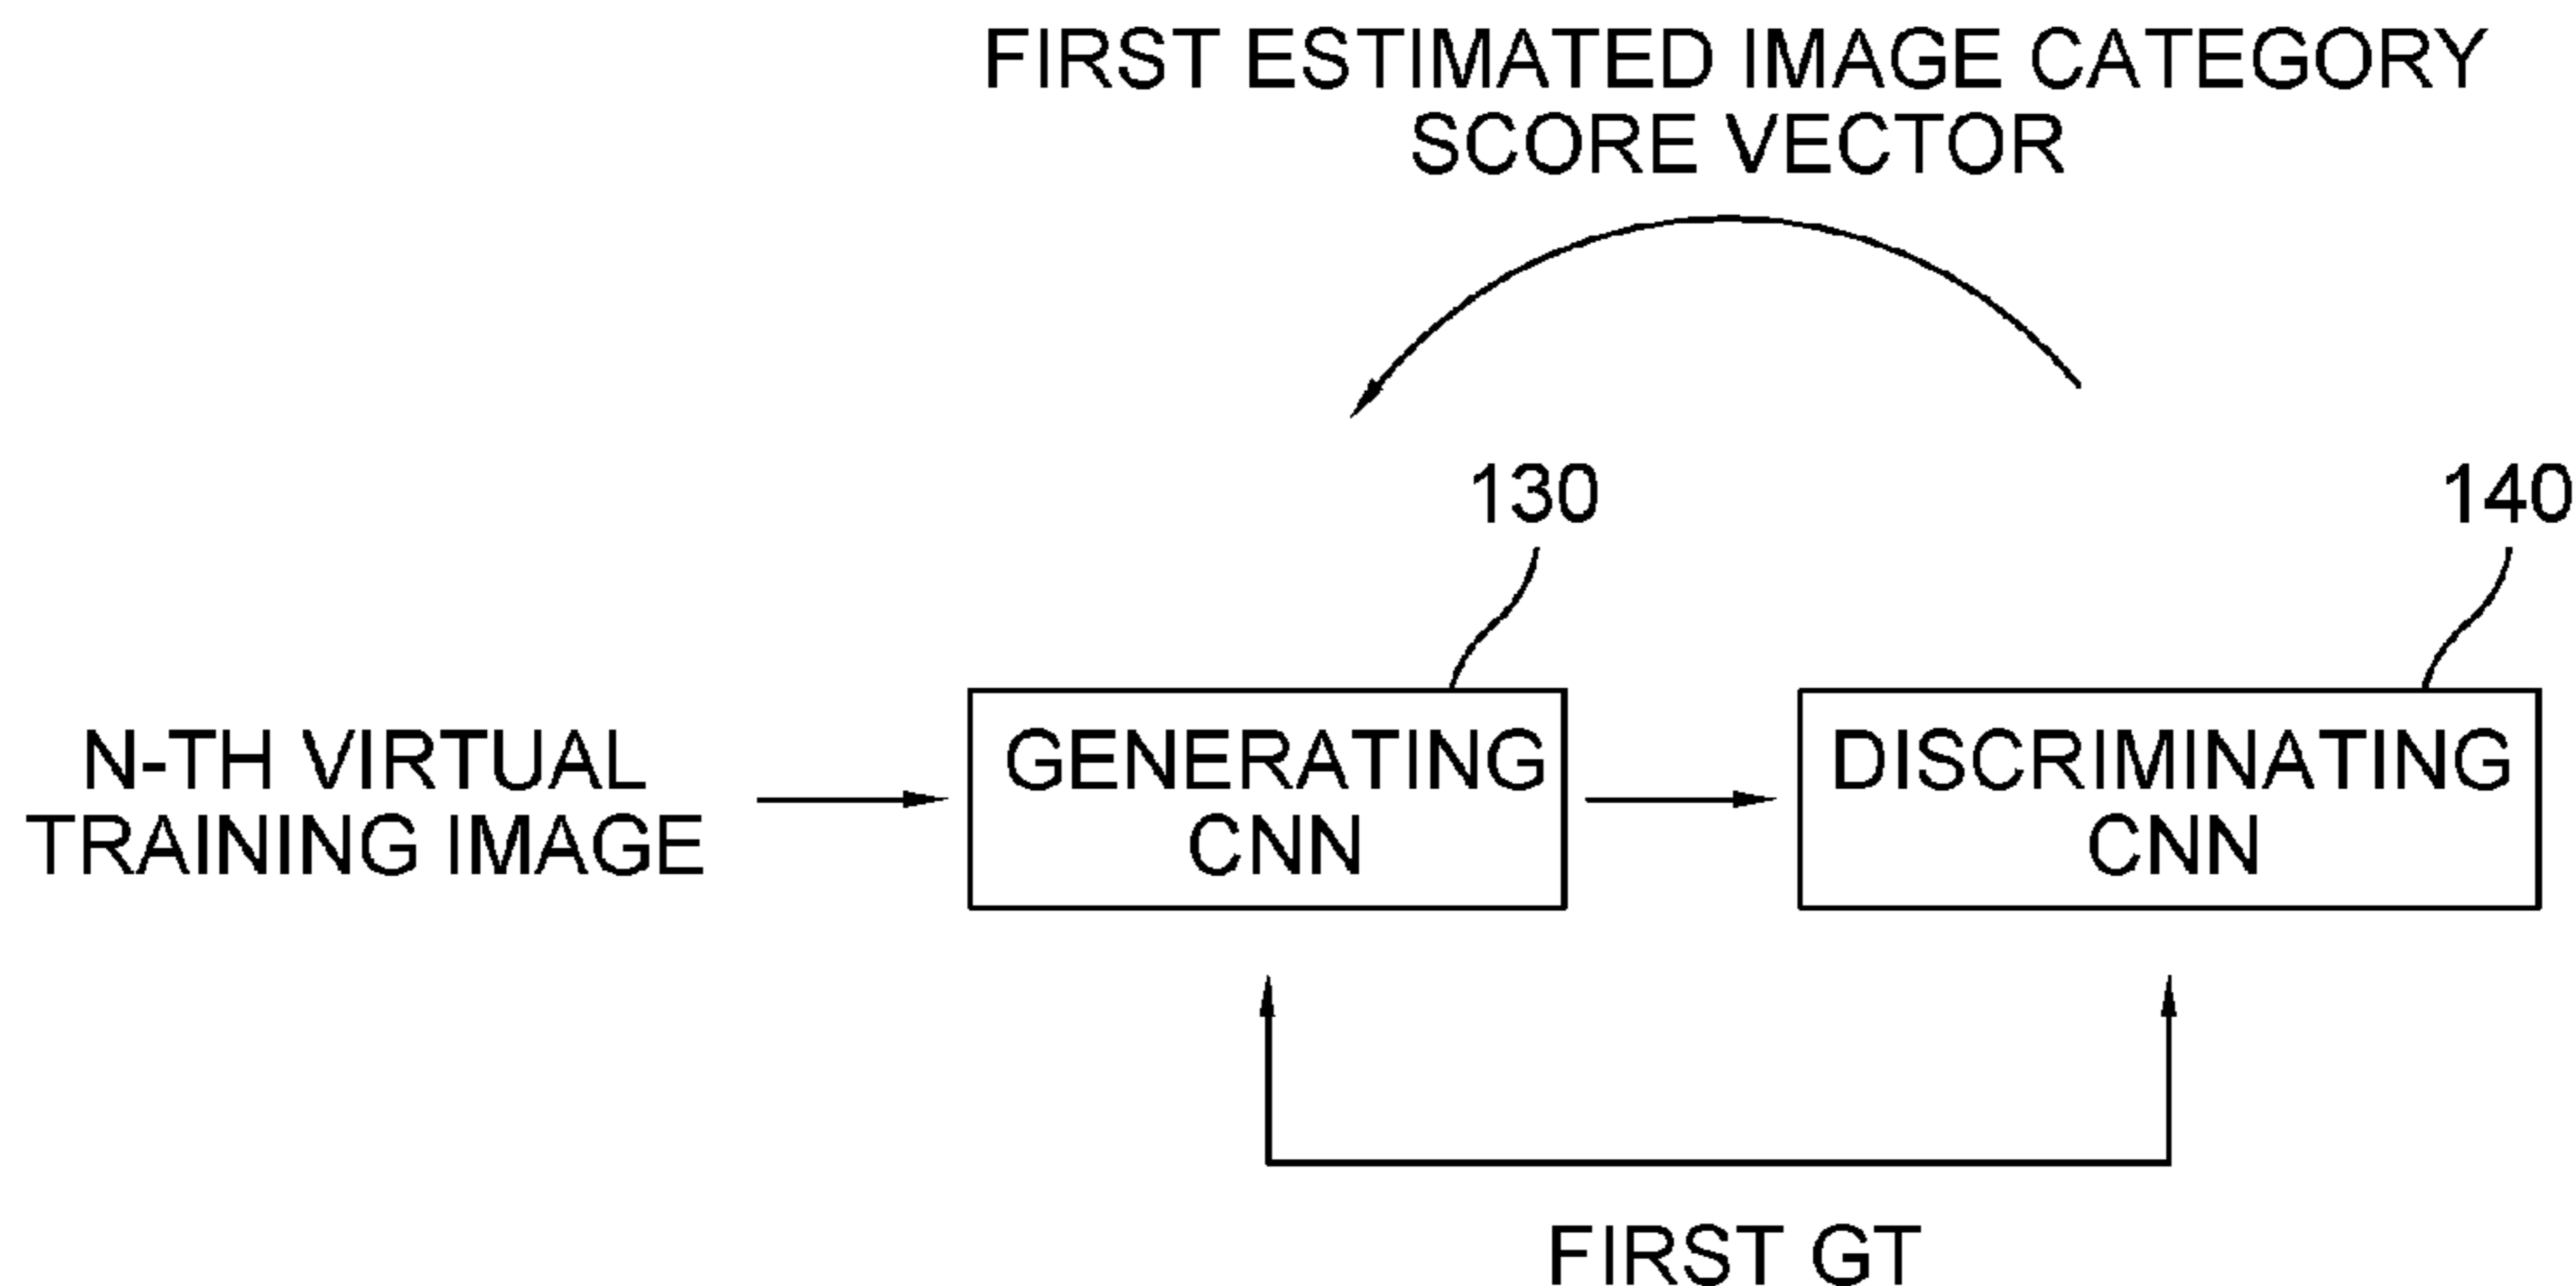 FIRST ESTIMATED IMAGE CATEGORY
SCORE VECTOR
130
140
N-TH VIRTUAL
TRAINING IMAGE
GENERATING
CNN
DISCRIMINATING
CNN
FIRST GT